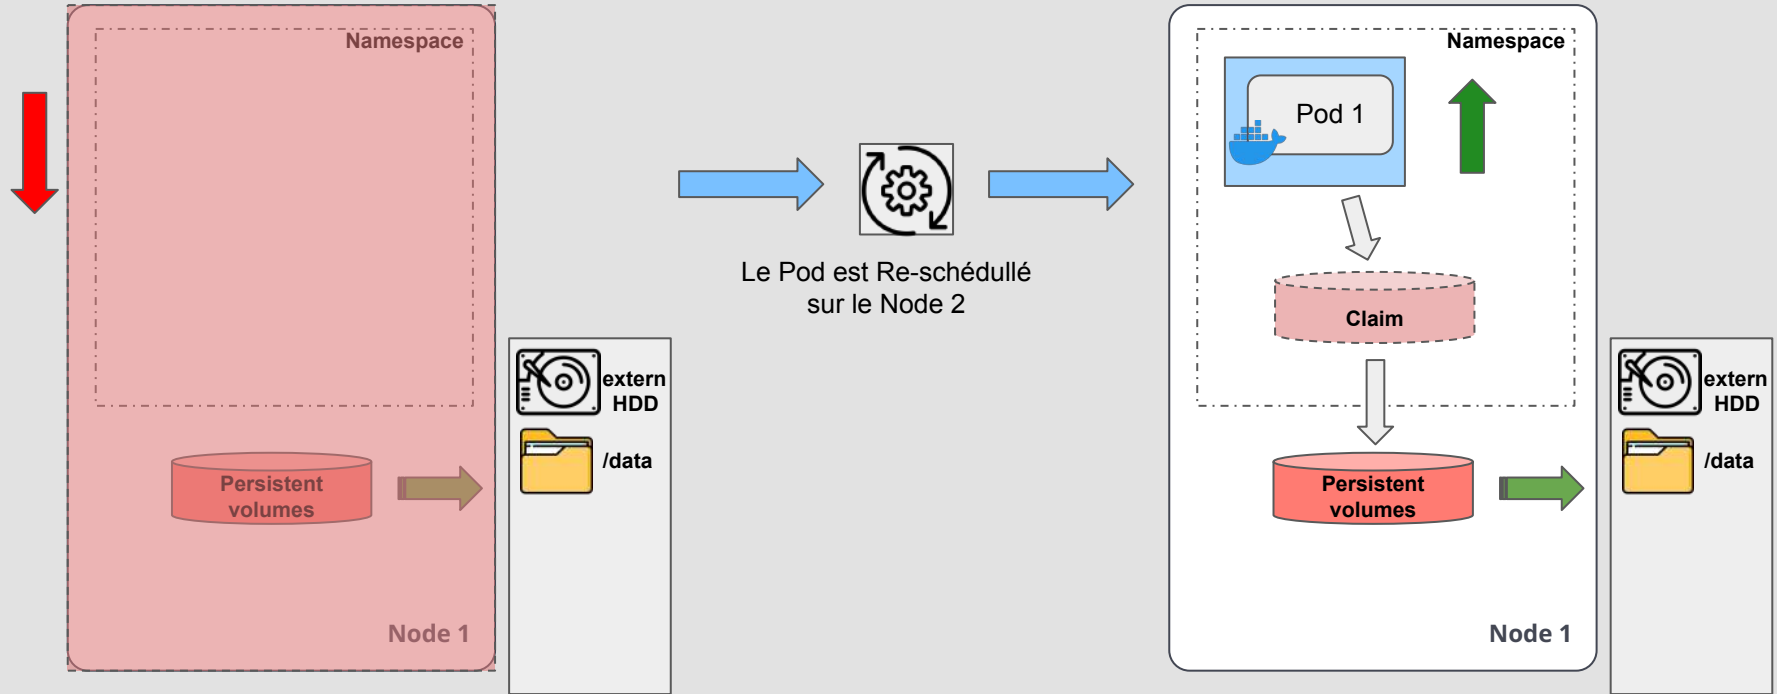 Namespace
Persistent
volumes
Node 1
extern
HDD
/data
Le Pod est Re-schédullé
sur le Node 2
Namespace
Pod 1
Claim
Persistent
volumes
Node 1
extern
HDD
/data